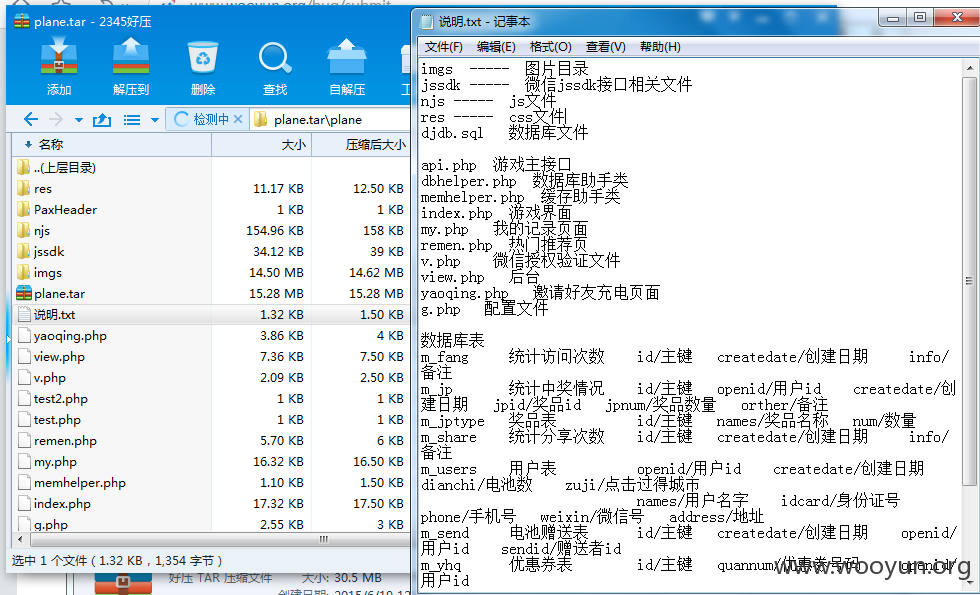 www.wooyun.org/bug/submit
plane.tar - 2345好压
添加
解压到
删除
查找
自解压
检测中
plane.tar\plane
名称 大小 压缩后大小
..(上层目录)
res 11.17 KB 12.50 KB
PaxHeader 1 KB 1 KB
njs 154.96 KB 158 KB
jssdk 34.12 KB 39 KB
imgs 14.50 MB 14.62 MB
plane.tar 15.28 MB 15.28 MB
说明.txt 1.32 KB 1.50 KB
yaoqing.php 3.86 KB 4 KB
view.php 7.36 KB 7.50 KB
v.php 2.09 KB 2.50 KB
test2.php 1 KB 1 KB
test.php 1 KB 1 KB
remen.php 5.70 KB 6 KB
my.php 16.32 KB 16.50 KB
memhelper.php 1.10 KB 1.50 KB
index.php 17.32 KB 17.50 KB
g.php 2.55 KB 3 KB
选中 1 个文件 ( 1.32 KB，1,354 字节 )
好压 TAR 压缩文件 大小: 30.5 MB
说明.txt - 记事本
文件(F) 编辑(E) 格式(O) 查看(V) 帮助(H)
imgs ----- 图片目录
jssdk ----- 微信jssdk接口相关文件
njs ----- js文件
res ----- css文件
djdb.sql 数据库文件
api.php 游戏主接口
dbhelper.php 数据库助手类
memhelper.php 缓存助手类
index.php 游戏界面
my.php 我的记录页面
remen.php 热门推荐页
v.php 微信授权验证文件
view.php 后台
yaoqing.php 邀请好友充电页面
g.php 配置文件
数据库表
m_fang 统计访问次数 id/主键 createdate/创建日期 info/
备注
m_jp 统计中奖情况 id/主键 openid/用户id createdate/创
建日期 jpid/奖品id jpnum/奖品数量 orther/备注
m_jptype 奖品表 id/主键 names/奖品名称 num/数量
m_share 统计分享次数 id/主键 createdate/创建日期 info/
备注
m_users 用户表 openid/用户id createdate/创建日期
dianchi/电池数 zuji/点击过得城市
names/用户名字 idcard/身份证号
phone/手机号 weixin/微信号 address/地址
m_send 电池赠送表 id/主键 createdate/创建日期 openid/
用户id sendid/赠送者id
m_yhq 优惠券表 id/主键 quannum/优惠券号码 openid/
用户id
www.wooyun.org